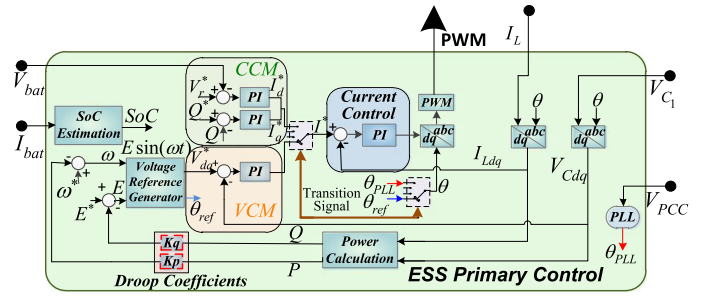 PWM
I_L
CCM
V_bat
V_r^*
I_d^*
PI
V_C1
Q^*
PI
Current
Control
PWM
θ
θ
SoC
Estimation
SoC
Q
I_q^*
I^*
PI
dq abc
dq abc
dq abc
I_bat
ω
E sin(ωt)
V_dq^*
Voltage
Reference
Generator
PI
I_Ldq
V_Cdq
ω^*
E
E^*
θ_ref
VCM
Transition
Signal
θ_PLL
θ_ref
θ
V_PCC
PLL
θ_PLL
Kq
Kp
Q
P
Power
Calculation
Droop Coefficients
ESS Primary Control